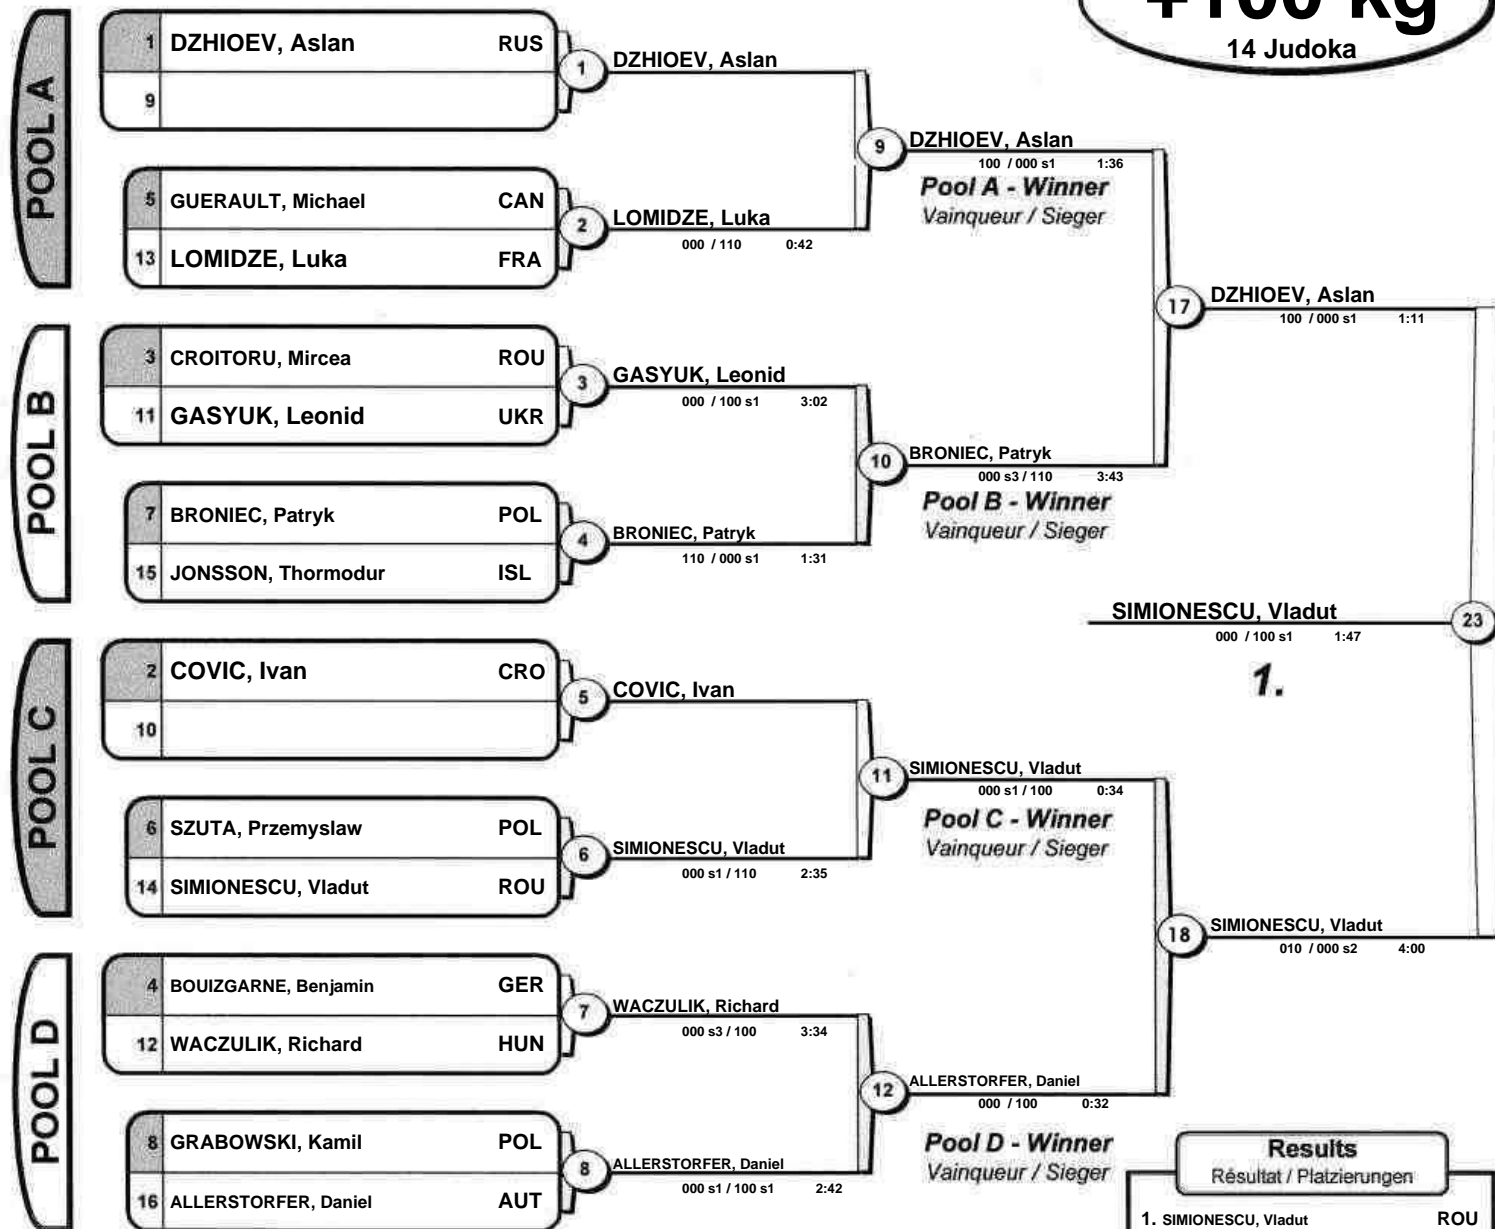 +100 kg
14 Judoka
POOL A
1 DZHIOEV, Aslan RUS
9
1 DZHIOEV, Aslan
5 GUERAULT, Michael CAN
13 LOMIDZE, Luka FRA
2 LOMIDZE, Luka
000 / 110 0:42
9 DZHIOEV, Aslan
100 / 000 s1 1:36
Pool A - Winner
Vainqueur / Sieger
POOL B
3 CROITORU, Mircea ROU
11 GASYUK, Leonid UKR
3 GASYUK, Leonid
000 / 100 s1 3:02
7 BRONIEC, Patryk POL
15 JONSSON, Thormodur ISL
4 BRONIEC, Patryk
110 / 000 s1 1:31
10 BRONIEC, Patryk
000 s3 / 110 3:43
Pool B - Winner
Vainqueur / Sieger
17 DZHIOEV, Aslan
100 / 000 s1 1:11
SIMIONESCU, Vladut 23
000 / 100 s1 1:47
1.
POOL C
2 COVIC, Ivan CRO
10
5 COVIC, Ivan
6 SZUTA, Przemyslaw POL
14 SIMIONESCU, Vladut ROU
6 SIMIONESCU, Vladut
000 s1 / 110 2:35
11 SIMIONESCU, Vladut
000 s1 / 100 0:34
Pool C - Winner
Vainqueur / Sieger
POOL D
4 BOUIZGARNE, Benjamin GER
12 WACZULIK, Richard HUN
7 WACZULIK, Richard
000 s3 / 100 3:34
8 GRABOWSKI, Kamil POL
16 ALLERSTORFER, Daniel AUT
8 ALLERSTORFER, Daniel
000 s1 / 100 s1 2:42
12 ALLERSTORFER, Daniel
000 / 100 0:32
Pool D - Winner
Vainqueur / Sieger
18 SIMIONESCU, Vladut
010 / 000 s2 4:00
Results
Résultat / Platzierungen
1. SIMIONESCU, Vladut ROU